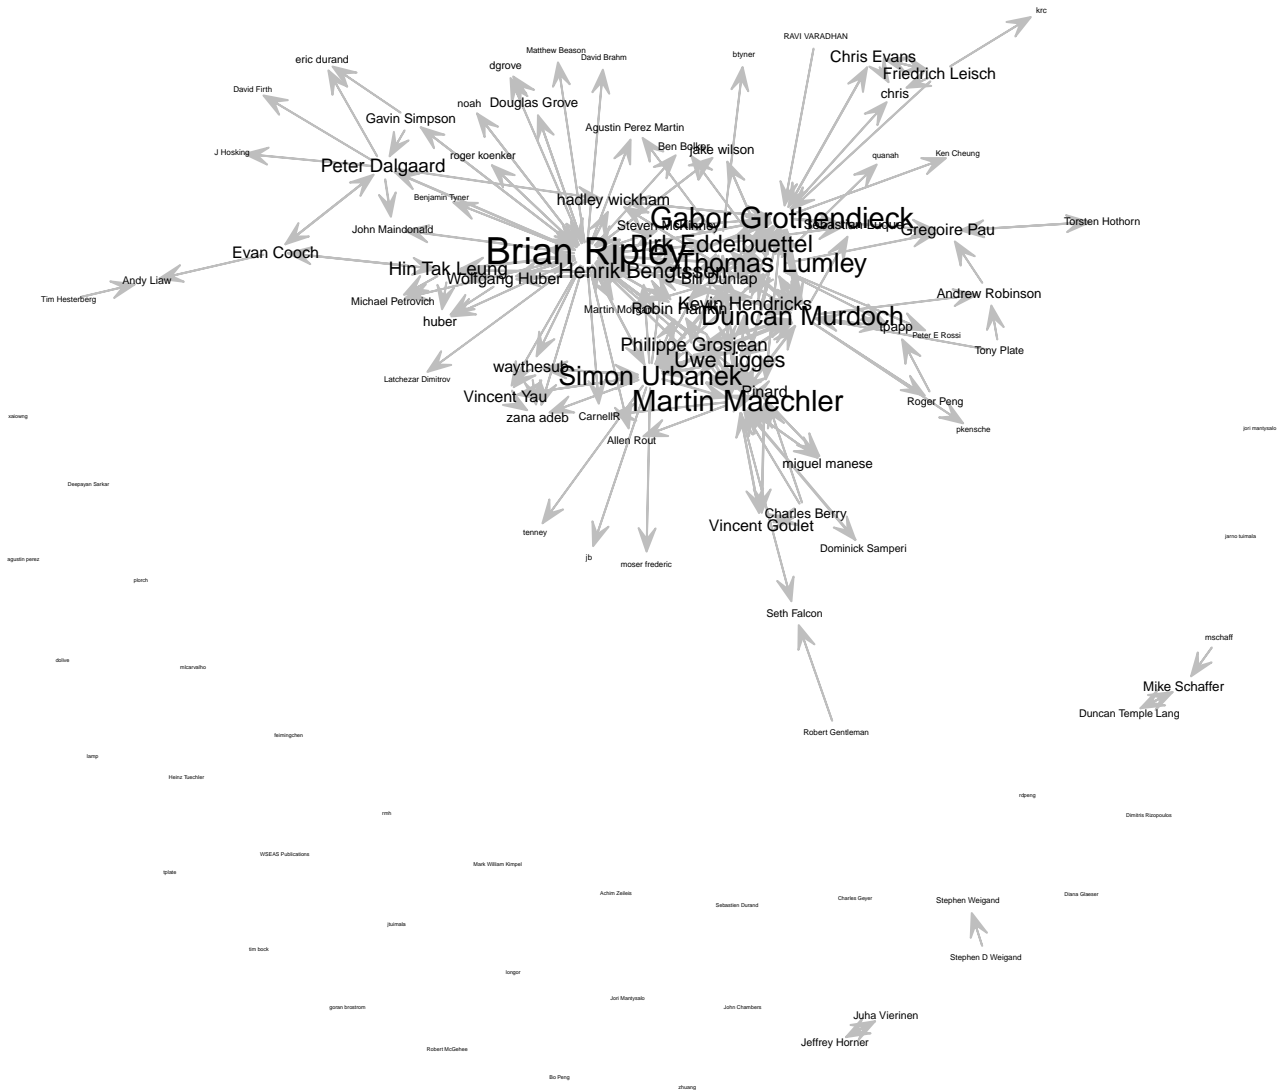 krc
RAVI VARADHAN
Matthew Beason
David Brahm
btyner
Chris Evans
eric durand
dgrove
Friedrich Leisch
David Firth
chris
noah
Douglas Grove
Gavin Simpson
Agustin Perez Martin
Ben Bolker
jake wilson
J Hosking
roger koenker
quanah
Ken Cheung
Peter Dalgaard
Benjamin Tyner
hadley wickham
Gabor Grothendieck
Torsten Hothorn
John Maindonald
Steven McKinney
Sebastian Luque
Gregoire Pau
Evan Cooch
Brian Ripley
Dirk Eddelbuettel
Hin Tak Leung
Henrik Bengtsson
Thomas Lumley
Andy Liaw
Wolfgang Huber
Bill Dunlap
Tim Hesterberg
Michael Petrovich
Andrew Robinson
Martin Morgan
Robin Hankin
Kevin Hendricks
huber
Duncan Murdoch
tpapp
Peter E Rossi
Philippe Grosjean
Tony Plate
waythesub
Uwe Ligges
Latchezar Dimitrov
Simon Urbanek
Vincent Yau
Pinard
Martin Maechler
Roger Peng
xaiowng
zana adeb
CarnellR
pkensche
jori mantysalo
Allen Rout
miguel manese
Deepayan Sarkar
Charles Berry
Vincent Goulet
tenney
jarno tuimala
Dominick Samperi
agustin perez
jb
moser frederic
plorch
Seth Falcon
mschaff
dolive
mlcarvalho
Mike Schaffer
Duncan Temple Lang
feimingchen
Robert Gentleman
lamp
Heinz Tuechler
rdpeng
rmh
Dimitris Rizopoulos
WSEAS Publications
Mark William Kimpel
tplate
Achim Zeileis
Sebastien Durand
Charles Geyer
Stephen Weigand
Diana Glaeser
jtuimala
tim bock
Stephen D Weigand
longor
Jori Mantysalo
goran brostrom
John Chambers
Juha Vierinen
Jeffrey Horner
Robert McGehee
Bo Peng
zhuang